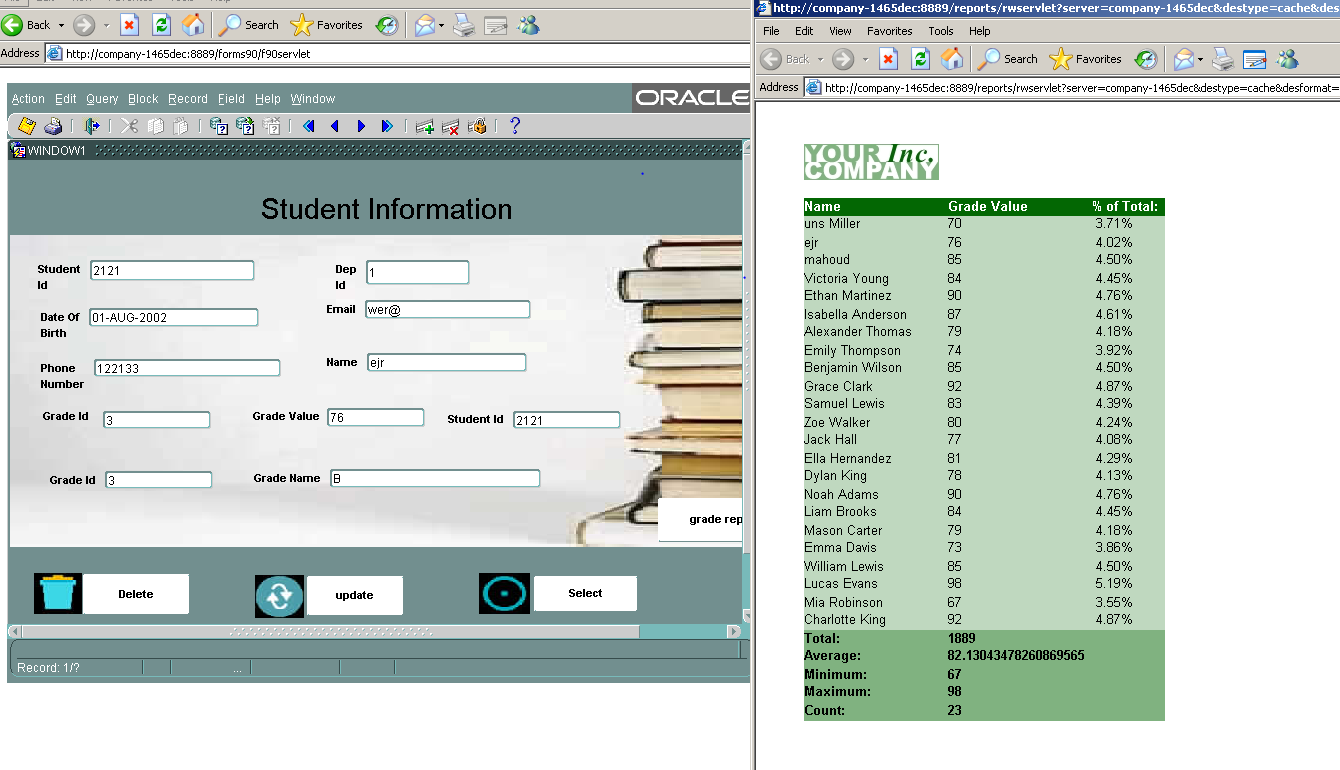 File Edit View Favorites Tools Help
Back Search Favorites
Address http://company-1465dec:8889/forms90/f90servlet
Action Edit Query Block Record Field Help Window
ORACLE
WINDOW1
Student Information
Student Id 2121
Dep Id 1
Date Of Birth 01-AUG-2002
Email wer@
Phone Number 122133
Name ejr
Grade Id 3
Grade Value 76
Student Id 2121
Grade Id 3
Grade Name B
grade rep
Delete
update
Select
Record: 1/?
...
http://company-1465dec:8889/reports/rwservlet?server=company-1465dec&destype=cache&des
File Edit View Favorites Tools Help
Back Search Favorites
Address http://company-1465dec:8889/reports/rwservlet?server=company-1465dec&destype=cache&desformat=
YOUR Inc,
COMPANY
Name Grade Value % of Total:
uns Miller 70 3.71%
ejr 76 4.02%
mahoud 85 4.50%
Victoria Young 84 4.45%
Ethan Martinez 90 4.76%
Isabella Anderson 87 4.61%
Alexander Thomas 79 4.18%
Emily Thompson 74 3.92%
Benjamin Wilson 85 4.50%
Grace Clark 92 4.87%
Samuel Lewis 83 4.39%
Zoe Walker 80 4.24%
Jack Hall 77 4.08%
Ella Hernandez 81 4.29%
Dylan King 78 4.13%
Noah Adams 90 4.76%
Liam Brooks 84 4.45%
Mason Carter 79 4.18%
Emma Davis 73 3.86%
William Lewis 85 4.50%
Lucas Evans 98 5.19%
Mia Robinson 67 3.55%
Charlotte King 92 4.87%
Total: 1889
Average: 82.13043478260869565
Minimum: 67
Maximum: 98
Count: 23